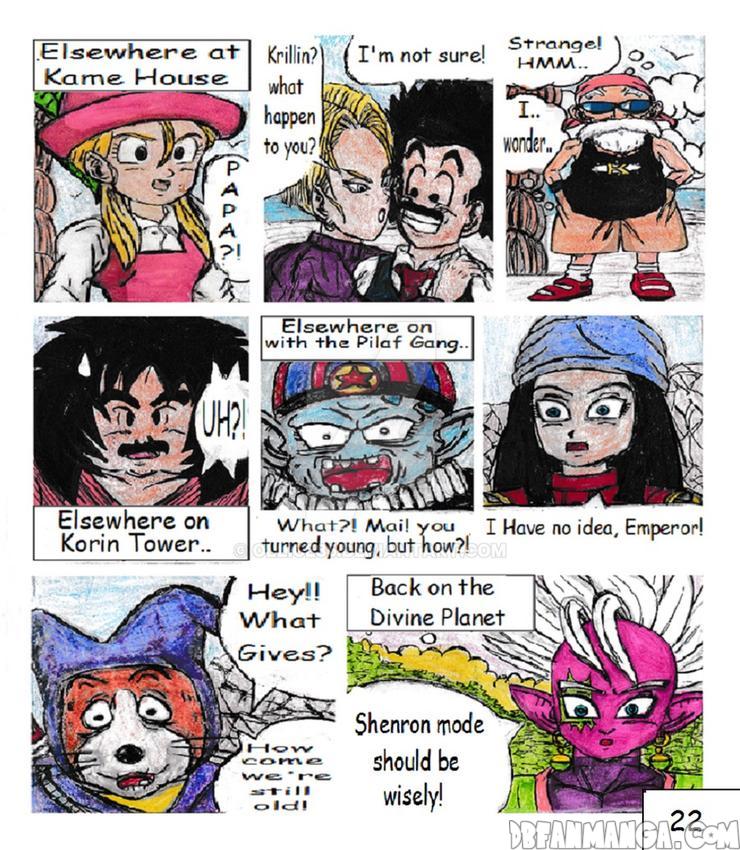 Elsewhere at
Kame House
PAPA?!
Krillin?
what
happen
to you?
I'm not sure!
Strange!
HMM..
I..
wonder..
K
UH?!
Elsewhere on
Korin Tower..
Elsewhere on
with the Pilaf Gang..
What?! Mai! you
turned young, but how?!
I Have no idea, Emperor!
Hey!!
What
Gives?
How
come
we're
still
old!
Back on the
Divine Planet
Shenron mode
should be
wisely!
22
DBFANMANGA.COM